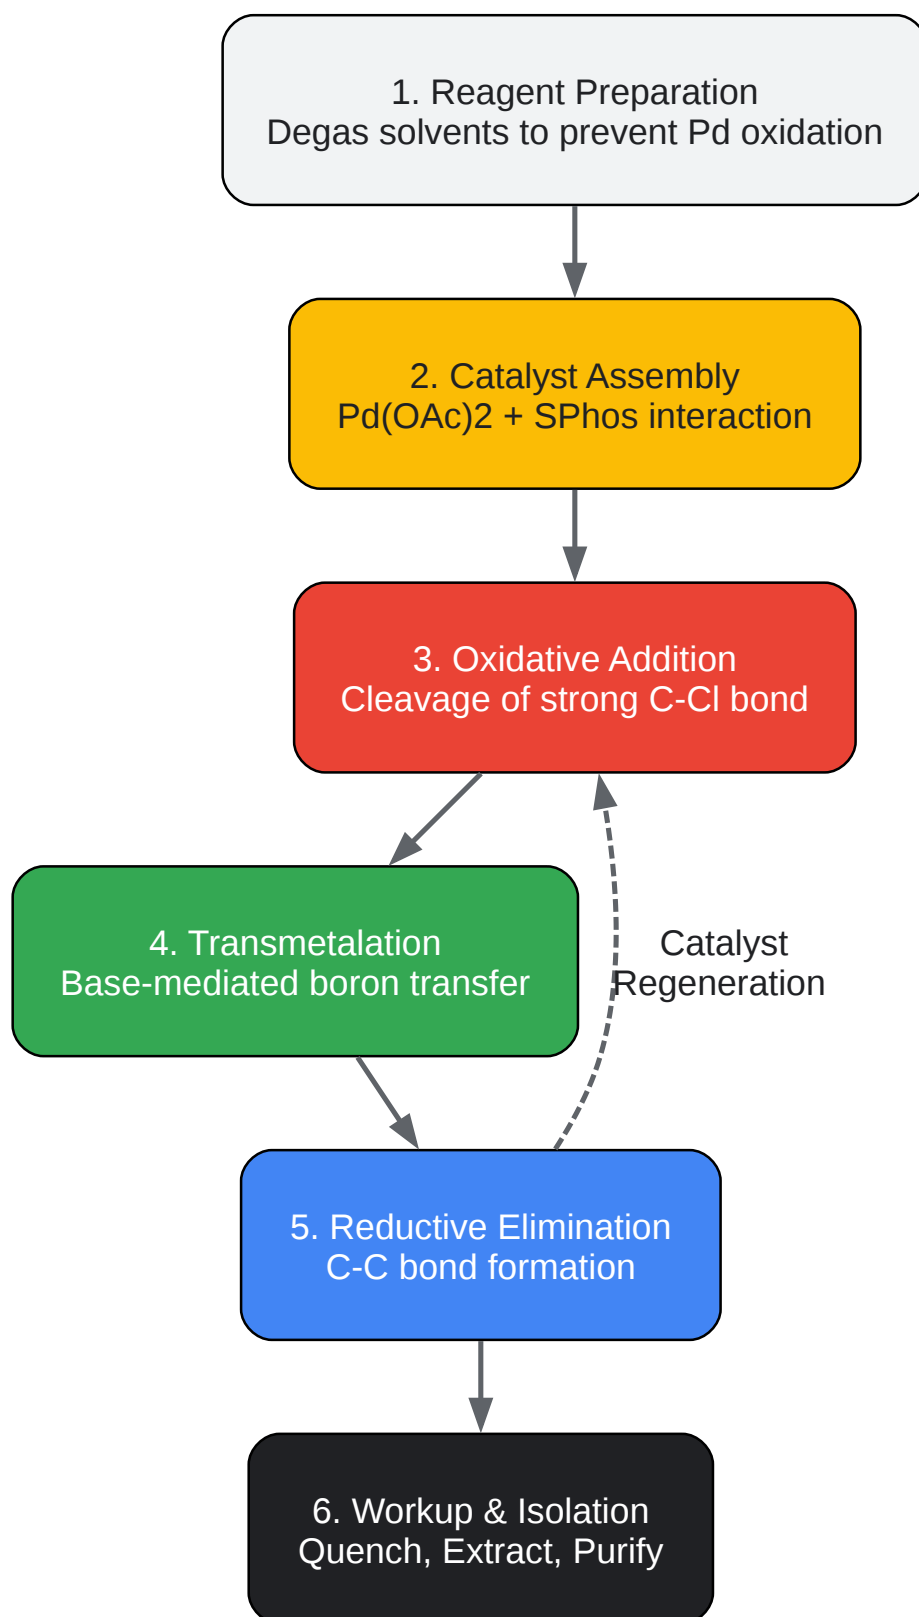 1. Reagent Preparation
Degas solvents to prevent Pd oxidation
2. Catalyst Assembly
Pd(OAc)2 + SPhos interaction
3. Oxidative Addition
Cleavage of strong C-Cl bond
4. Transmetalation
Base-mediated boron transfer
Catalyst
Regeneration
5. Reductive Elimination
C-C bond formation
6. Workup & Isolation
Quench, Extract, Purify